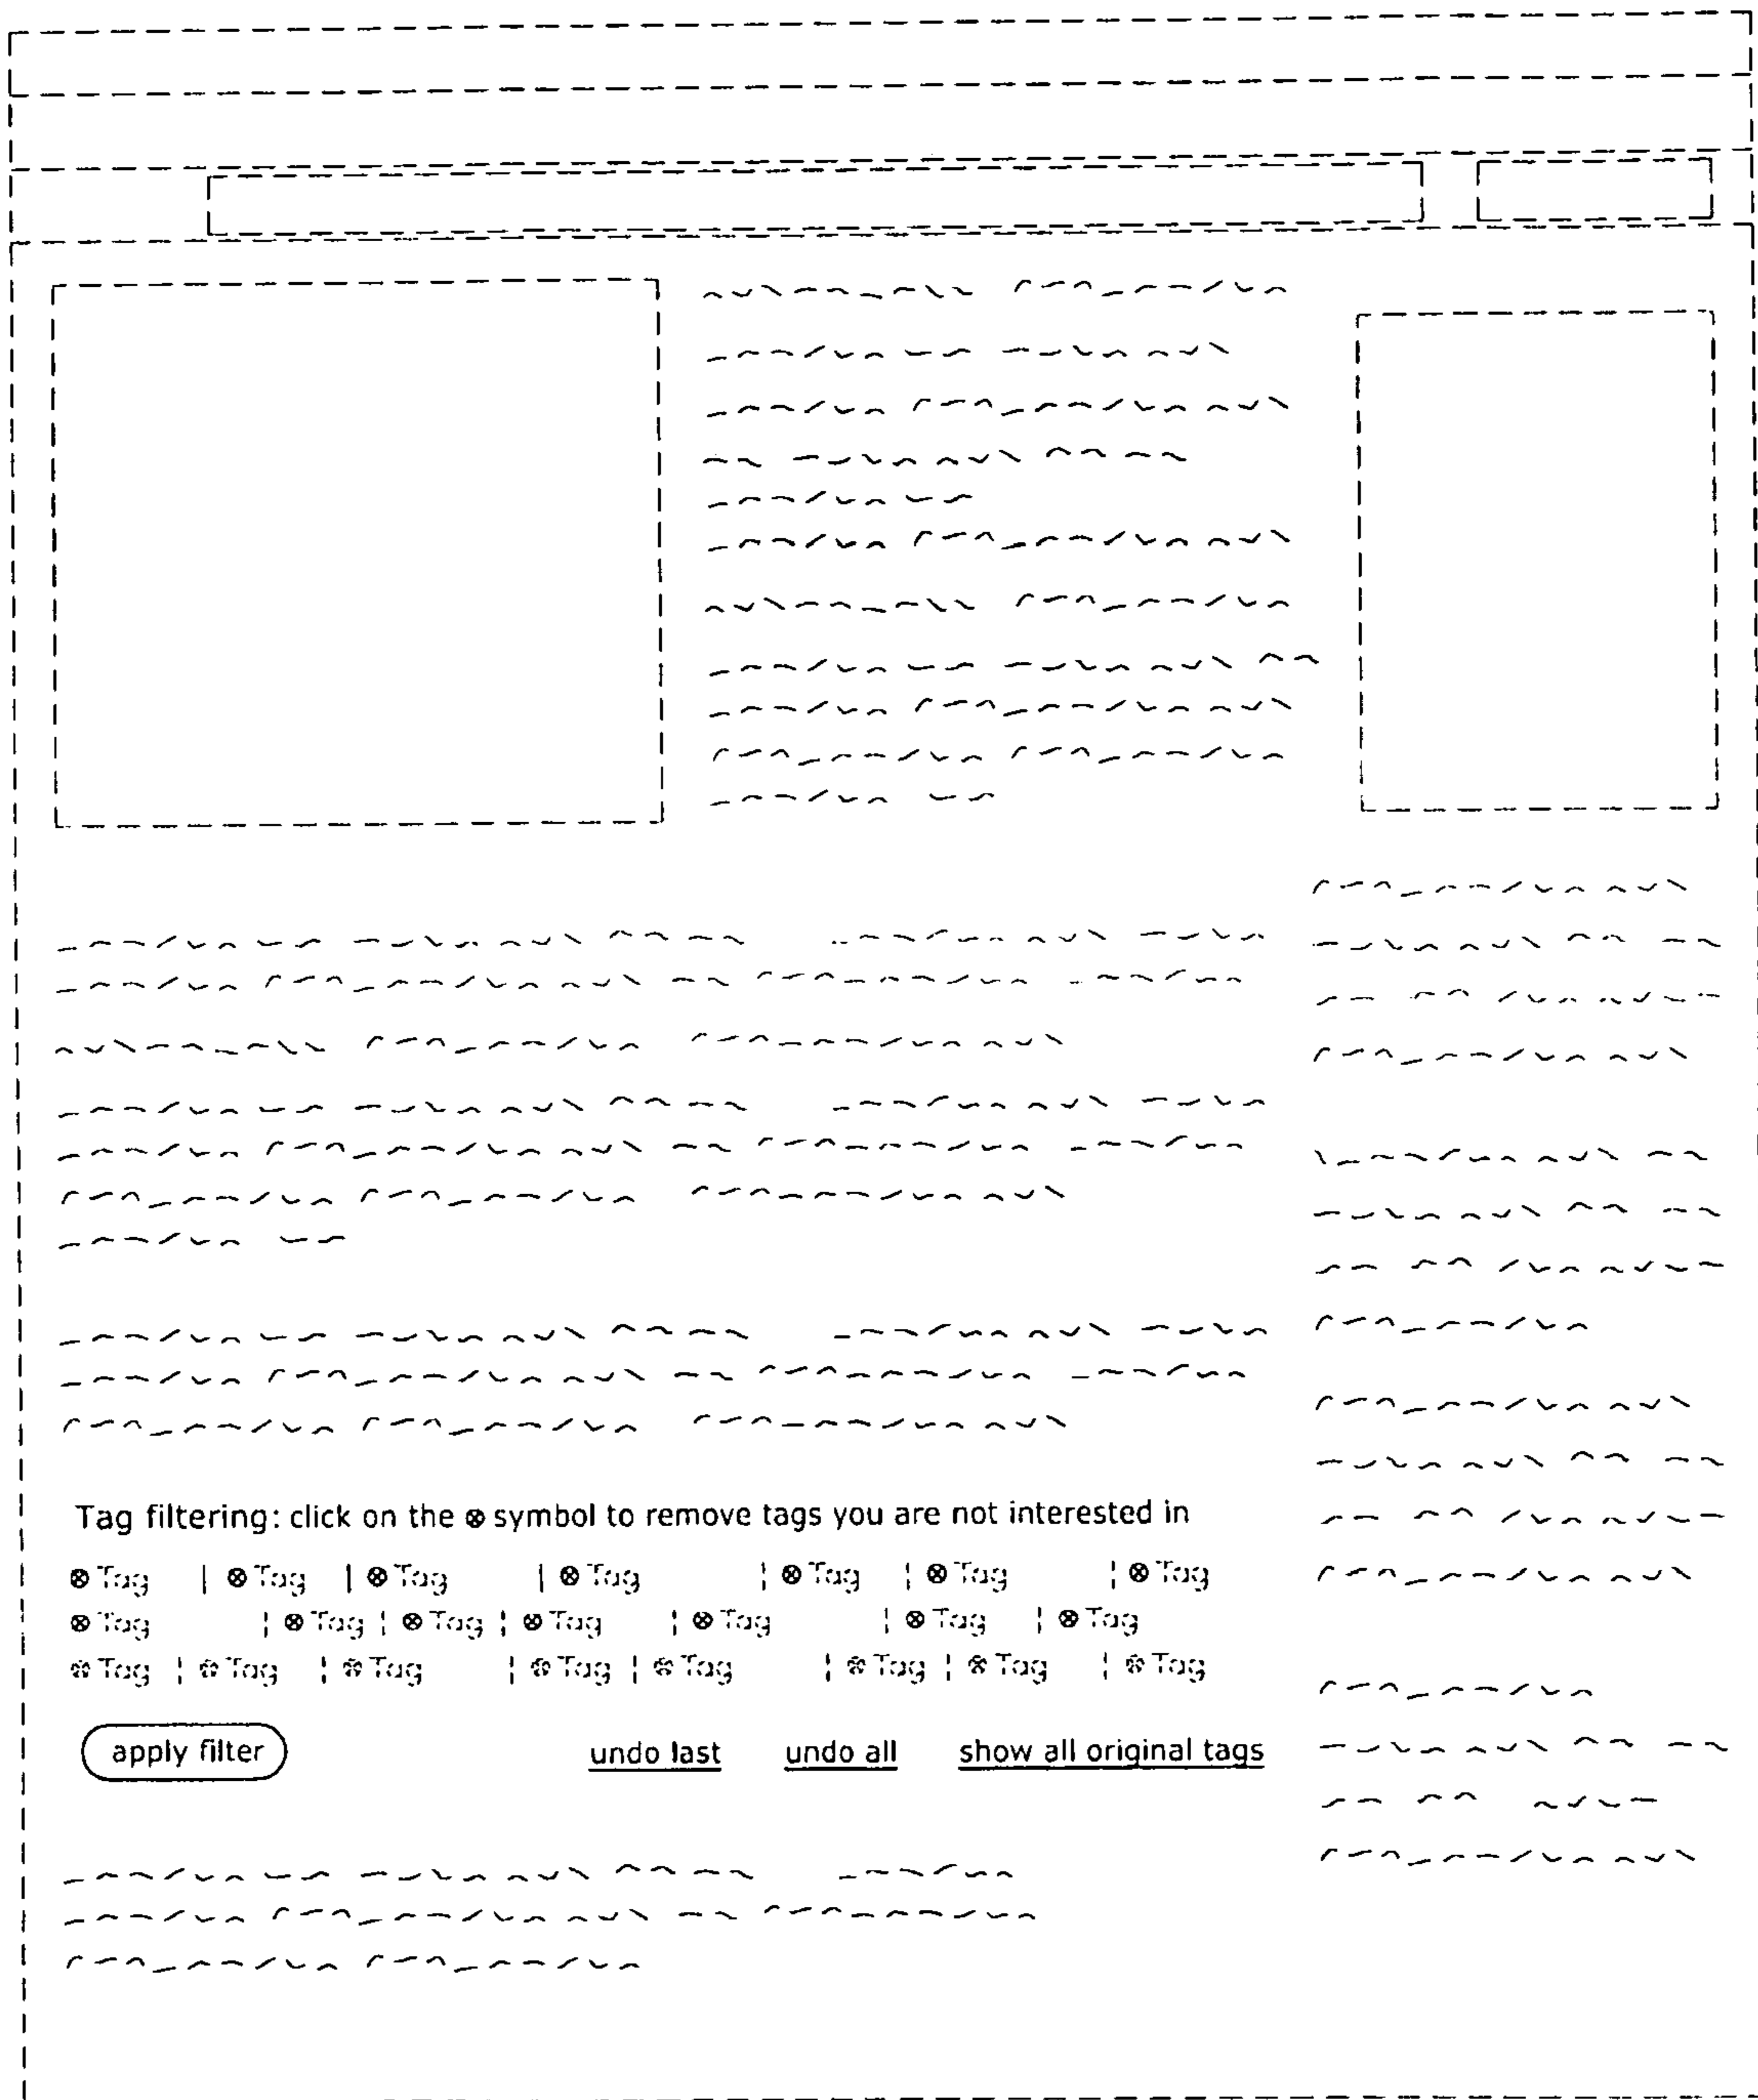 Tag filtering: click on the ⊗ symbol to remove tags you are not interested in
⊗ Tag | ⊗ Tag | ⊗ Tag | ⊗ Tag | ⊗ Tag | ⊗ Tag | ⊗ Tag
⊗ Tag | ⊗ Tag | ⊗ Tag | ⊗ Tag | ⊗ Tag | ⊗ Tag | ⊗ Tag
⊗ Tag | ⊗ Tag | ⊗ Tag | ⊗ Tag | ⊗ Tag | ⊗ Tag | ⊗ Tag | ⊗ Tag
apply filter undo last undo all show all original tags